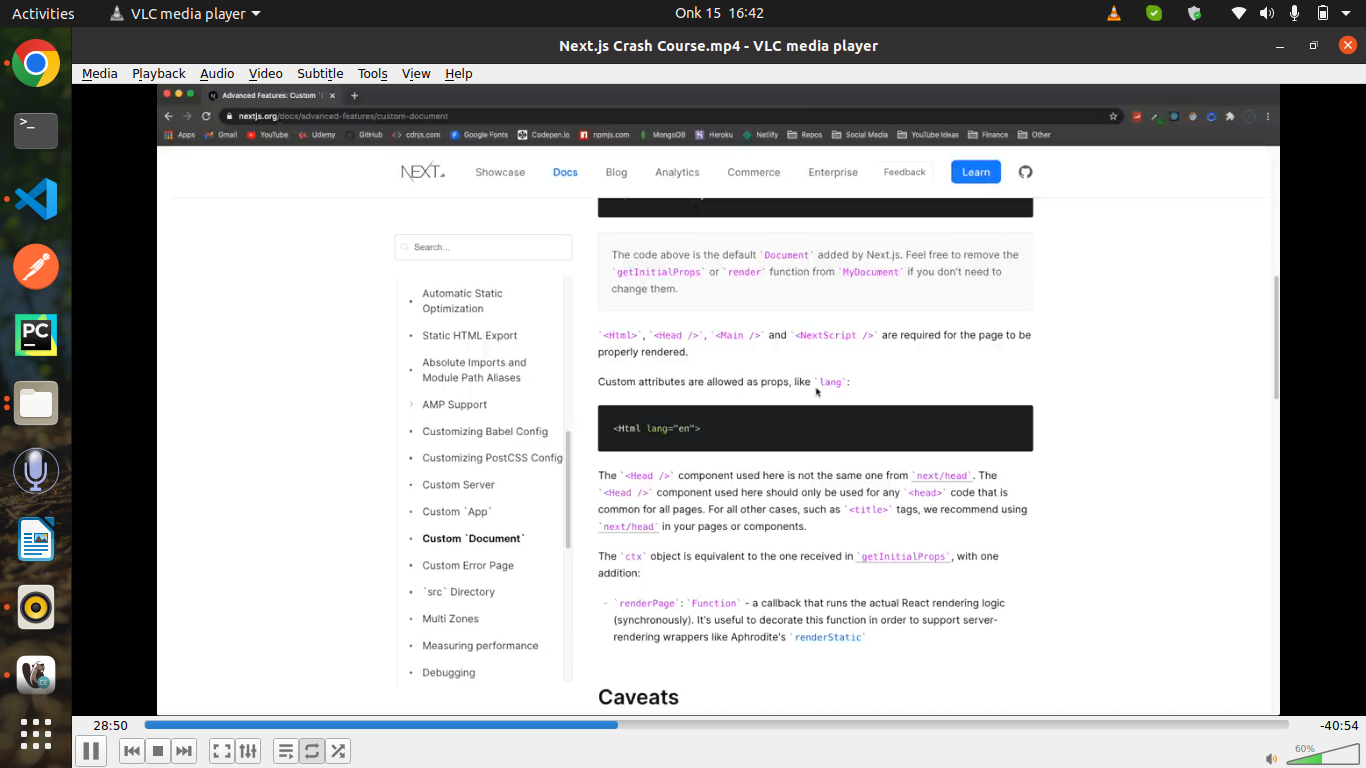 Activities
VLC media player
Onk 15 16:42
Next.js Crash Course.mp4 - VLC media player
Media Playback Audio Video Subtitle Tools View Help
Advanced Features: Custom `
nextjs.org/docs/advanced-features/custom-document
Apps Gmail YouTube Udemy GitHub cdnjs.com Google Fonts Codepen.io npmjs.com MongoDB Heroku Netlify Repos Social Media YouTube Ideas Finance Other
NEXT.JS Showcase Docs Blog Analytics Commerce Enterprise Feedback Learn
Search...
Automatic Static
Optimization
Static HTML Export
Absolute Imports and
Module Path Aliases
AMP Support
Customizing Babel Config
Customizing PostCSS Config
Custom Server
Custom `App`
Custom `Document`
Custom Error Page
`src` Directory
Multi Zones
Measuring performance
Debugging
The code above is the default `Document` added by Next.js. Feel free to remove the
`getInitialProps` or `render` function from `MyDocument` if you don't need to
change them.
`<Html>`, `<Head />`, `<Main />` and `<NextScript />` are required for the page to be
properly rendered.
Custom attributes are allowed as props, like `lang`:
<Html lang="en">
The `<Head />` component used here is not the same one from `next/head`. The
`<Head />` component used here should only be used for any `<head>` code that is
common for all pages. For all other cases, such as `<title>` tags, we recommend using
`next/head` in your pages or components.
The `ctx` object is equivalent to the one received in `getInitialProps`, with one
addition:
- `renderPage`: `Function` - a callback that runs the actual React rendering logic
(synchronously). It's useful to decorate this function in order to support server-
rendering wrappers like Aphrodite's `renderStatic`
Caveats
28:50
-40:54
60%
PC
EE